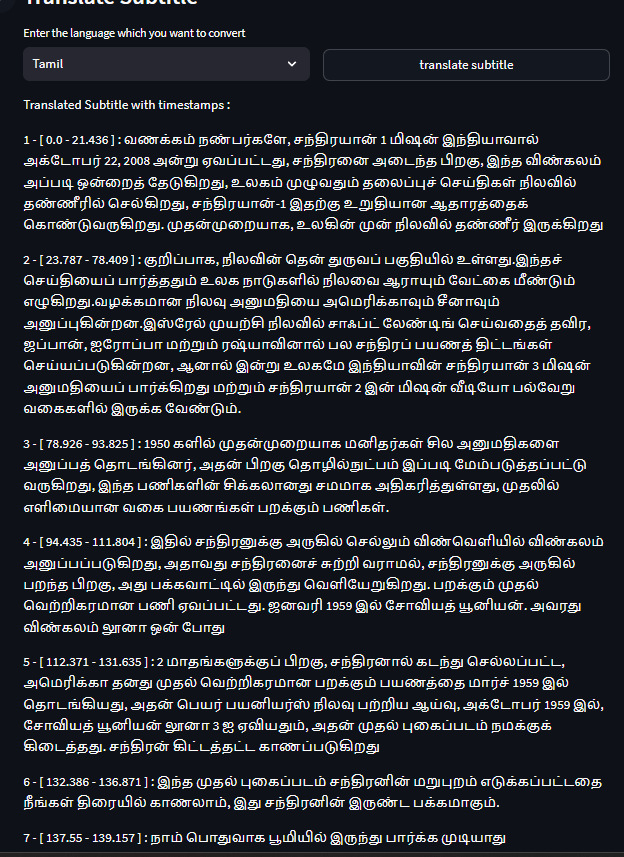 Translate Subtitle
Enter the language which you want to convert
Tamil
translate subtitle
Translated Subtitle with timestamps :
1 - [ 0.0 - 21.436 ] : வணக்கம் நண்பர்களே, சந்திரயான் 1 மிஷன் இந்தியாவால்
அக்டோபர் 22, 2008 அன்று ஏவப்பட்டது, சந்திரனை அடைந்த பிறகு, இந்த விண்கலம்
அப்படி ஒன்றைத் தேடுகிறது, உலகம் முழுவதும் தலைப்புச் செய்திகள் நிலவில்
தண்ணீரில் செல்கிறது, சந்திரயான்-1 இதற்கு உறுதியான ஆதாரத்தைக்
கொண்டுவருகிறது. முதன்முறையாக, உலகின் முன் நிலவில் தண்ணீர் இருக்கிறது
2 - [ 23.787 - 78.409 ] : குறிப்பாக, நிலவின் தென் துருவப் பகுதியில் உள்ளது.இந்தச்
செய்தியைப் பார்த்ததும் உலக நாடுகளில் நிலவை ஆராயும் வேட்கை மீண்டும்
எழுகிறது.வழக்கமான நிலவு அனுமதியை அமெரிக்காவும் சீனாவும்
அனுப்புகின்றன.இஸ்ரேல் முயற்சி நிலவில் சாஃப்ட் லேண்டிங் செய்வதைத் தவிர,
ஜப்பான், ஐரோப்பா மற்றும் ரஷ்யாவினால் பல சந்திரப் பயணத் திட்டங்கள்
செய்யப்படுகின்றன, ஆனால் இன்று உலகமே இந்தியாவின் சந்திரயான் 3 மிஷன்
அனுமதியைப் பார்க்கிறது மற்றும் சந்திரயான் 2 இன் மிஷன் வீடியோ பல்வேறு
வகைகளில் இருக்க வேண்டும்.
3 - [ 78.926 - 93.825 ] : 1950 களில் முதன்முறையாக மனிதர்கள் சில அனுமதிகளை
அனுப்பத் தொடங்கினர், அதன் பிறகு தொழில்நுட்பம் இப்படி மேம்படுத்தப்பட்டு
வருகிறது, இந்த பணிகளின் சிக்கலானது சமமாக அதிகரித்துள்ளது, முதலில்
எளிமையான வகை பயணங்கள் பறக்கும் பணிகள்.
4 - [ 94.435 - 111.804 ] : இதில் சந்திரனுக்கு அருகில் செல்லும் விண்வெளியில் விண்கலம்
அனுப்பப்படுகிறது, அதாவது சந்திரனைச் சுற்றி வராமல், சந்திரனுக்கு அருகில்
பறந்த பிறகு, அது பக்கவாட்டில் இருந்து வெளியேறுகிறது. பறக்கும் முதல்
வெற்றிகரமான பணி ஏவப்பட்டது. ஜனவரி 1959 இல் சோவியத் யூனியன். அவரது
விண்கலம் லூனா ஒன் போது
5 - [ 112.371 - 131.635 ] : 2 மாதங்களுக்குப் பிறகு, சந்திரனால் கடந்து செல்லப்பட்ட,
அமெரிக்கா தனது முதல் வெற்றிகரமான பறக்கும் பயணத்தை மார்ச் 1959 இல்
தொடங்கியது, அதன் பெயர் பயனியர்ஸ் நிலவு பற்றிய ஆய்வு, அக்டோபர் 1959 இல்,
சோவியத் யூனியன் லூனா 3 ஐ ஏவியதும், அதன் முதல் புகைப்படம் நமக்குக்
கிடைத்தது. சந்திரன் கிட்டத்தட்ட காணப்படுகிறது
6 - [ 132.386 - 136.871 ] : இந்த முதல் புகைப்படம் சந்திரனின் மறுபுறம் எடுக்கப்பட்டதை
நீங்கள் திரையில் காணலாம், இது சந்திரனின் இருண்ட பக்கமாகும்.
7 - [ 137.55 - 139.157 ] : நாம் பொதுவாக பூமியில் இருந்து பார்க்க முடியாது